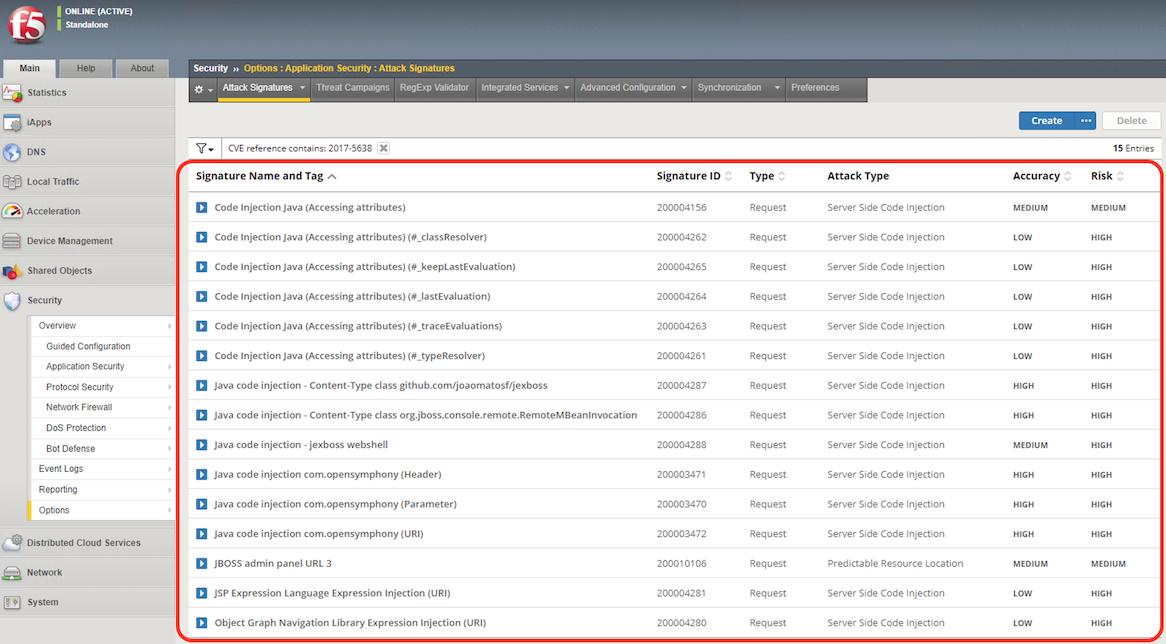 f5
ONLINE (ACTIVE)
Standalone
Main Help About
Statistics
iApps
DNS
Local Traffic
Acceleration
Device Management
Shared Objects
Security
Overview
Guided Configuration
Application Security
Protocol Security
Network Firewall
DoS Protection
Bot Defense
Event Logs
Reporting
Options
Distributed Cloud Services
Network
System
Security ›› Options : Application Security : Attack Signatures
Attack Signatures Threat Campaigns RegExp Validator Integrated Services Advanced Configuration Synchronization Preferences
Create ... Delete
CVE reference contains: 2017-5638 15 Entries
Signature Name and Tag Signature ID Type Attack Type Accuracy Risk
Code Injection Java (Accessing attributes) 200004156 Request Server Side Code Injection MEDIUM MEDIUM
Code Injection Java (Accessing attributes) (#_classResolver) 200004262 Request Server Side Code Injection LOW HIGH
Code Injection Java (Accessing attributes) (#_keepLastEvaluation) 200004265 Request Server Side Code Injection LOW HIGH
Code Injection Java (Accessing attributes) (#_lastEvaluation) 200004264 Request Server Side Code Injection LOW HIGH
Code Injection Java (Accessing attributes) (#_traceEvaluations) 200004263 Request Server Side Code Injection LOW HIGH
Code Injection Java (Accessing attributes) (#_typeResolver) 200004261 Request Server Side Code Injection LOW HIGH
Java code injection - Content-Type class github.com/joaomatosf/jexboss 200004287 Request Server Side Code Injection HIGH HIGH
Java code injection - Content-Type class org.jboss.console.remote.RemoteMBeanInvocation 200004286 Request Server Side Code Injection HIGH HIGH
Java code injection - jexboss webshell 200004288 Request Server Side Code Injection MEDIUM HIGH
Java code injection com.opensymphony (Header) 200003471 Request Server Side Code Injection HIGH HIGH
Java code injection com.opensymphony (Parameter) 200003470 Request Server Side Code Injection HIGH HIGH
Java code injection com.opensymphony (URI) 200003472 Request Server Side Code Injection HIGH HIGH
JBOSS admin panel URL 3 200010106 Request Predictable Resource Location MEDIUM MEDIUM
JSP Expression Language Expression Injection (URI) 200004281 Request Server Side Code Injection LOW HIGH
Object Graph Navigation Library Expression Injection (URI) 200004280 Request Server Side Code Injection LOW HIGH